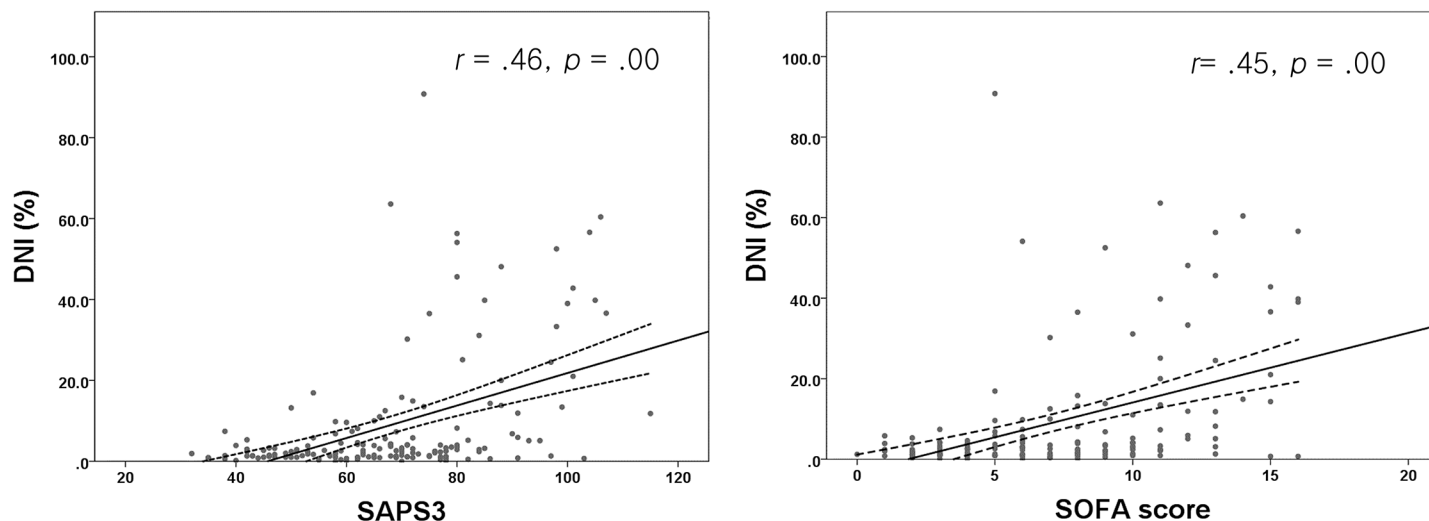 r = .46, p = .00
100.0
80.0
60.0
40.0
20.0
.0
DNI (%)
20 40 60 80 100 120
SAPS3
r= .45, p = .00
100.0
80.0
60.0
40.0
20.0
.0
DNI (%)
0 5 10 15 20
SOFA score